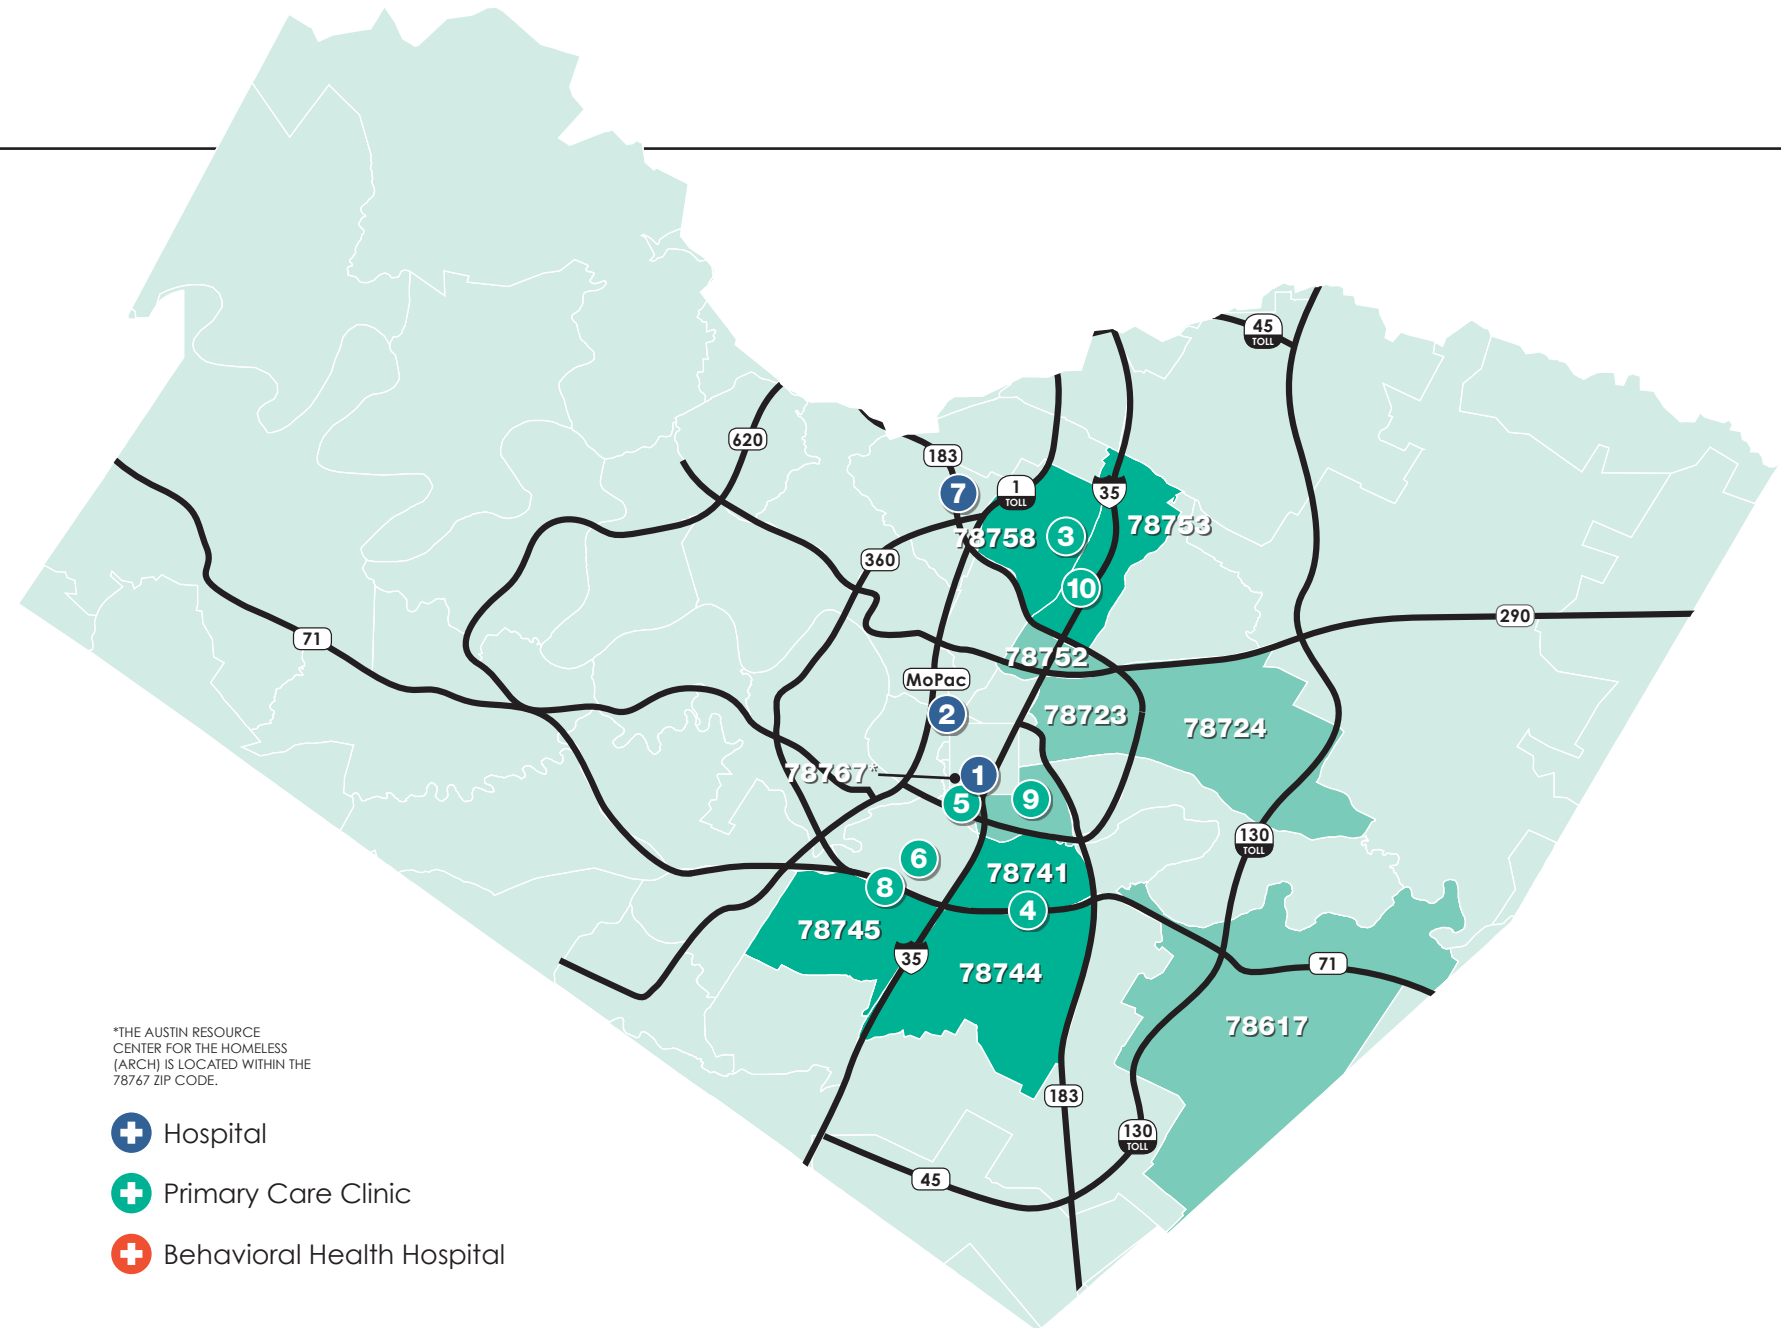 45
TOLL
620
183
7
1
TOLL
35
78753
78758
3
360
10
290
71
78752
MoPac
2
78723
78724
78767*
1
5
9
130
TOLL
6
78741
8
4
78745
35
78744
71
78617
*THE AUSTIN RESOURCE
CENTER FOR THE HOMELESS
(ARCH) IS LOCATED WITHIN THE
78767 ZIP CODE.
183
130
TOLL
45
Hospital
Primary Care Clinic
Behavioral Health Hospital